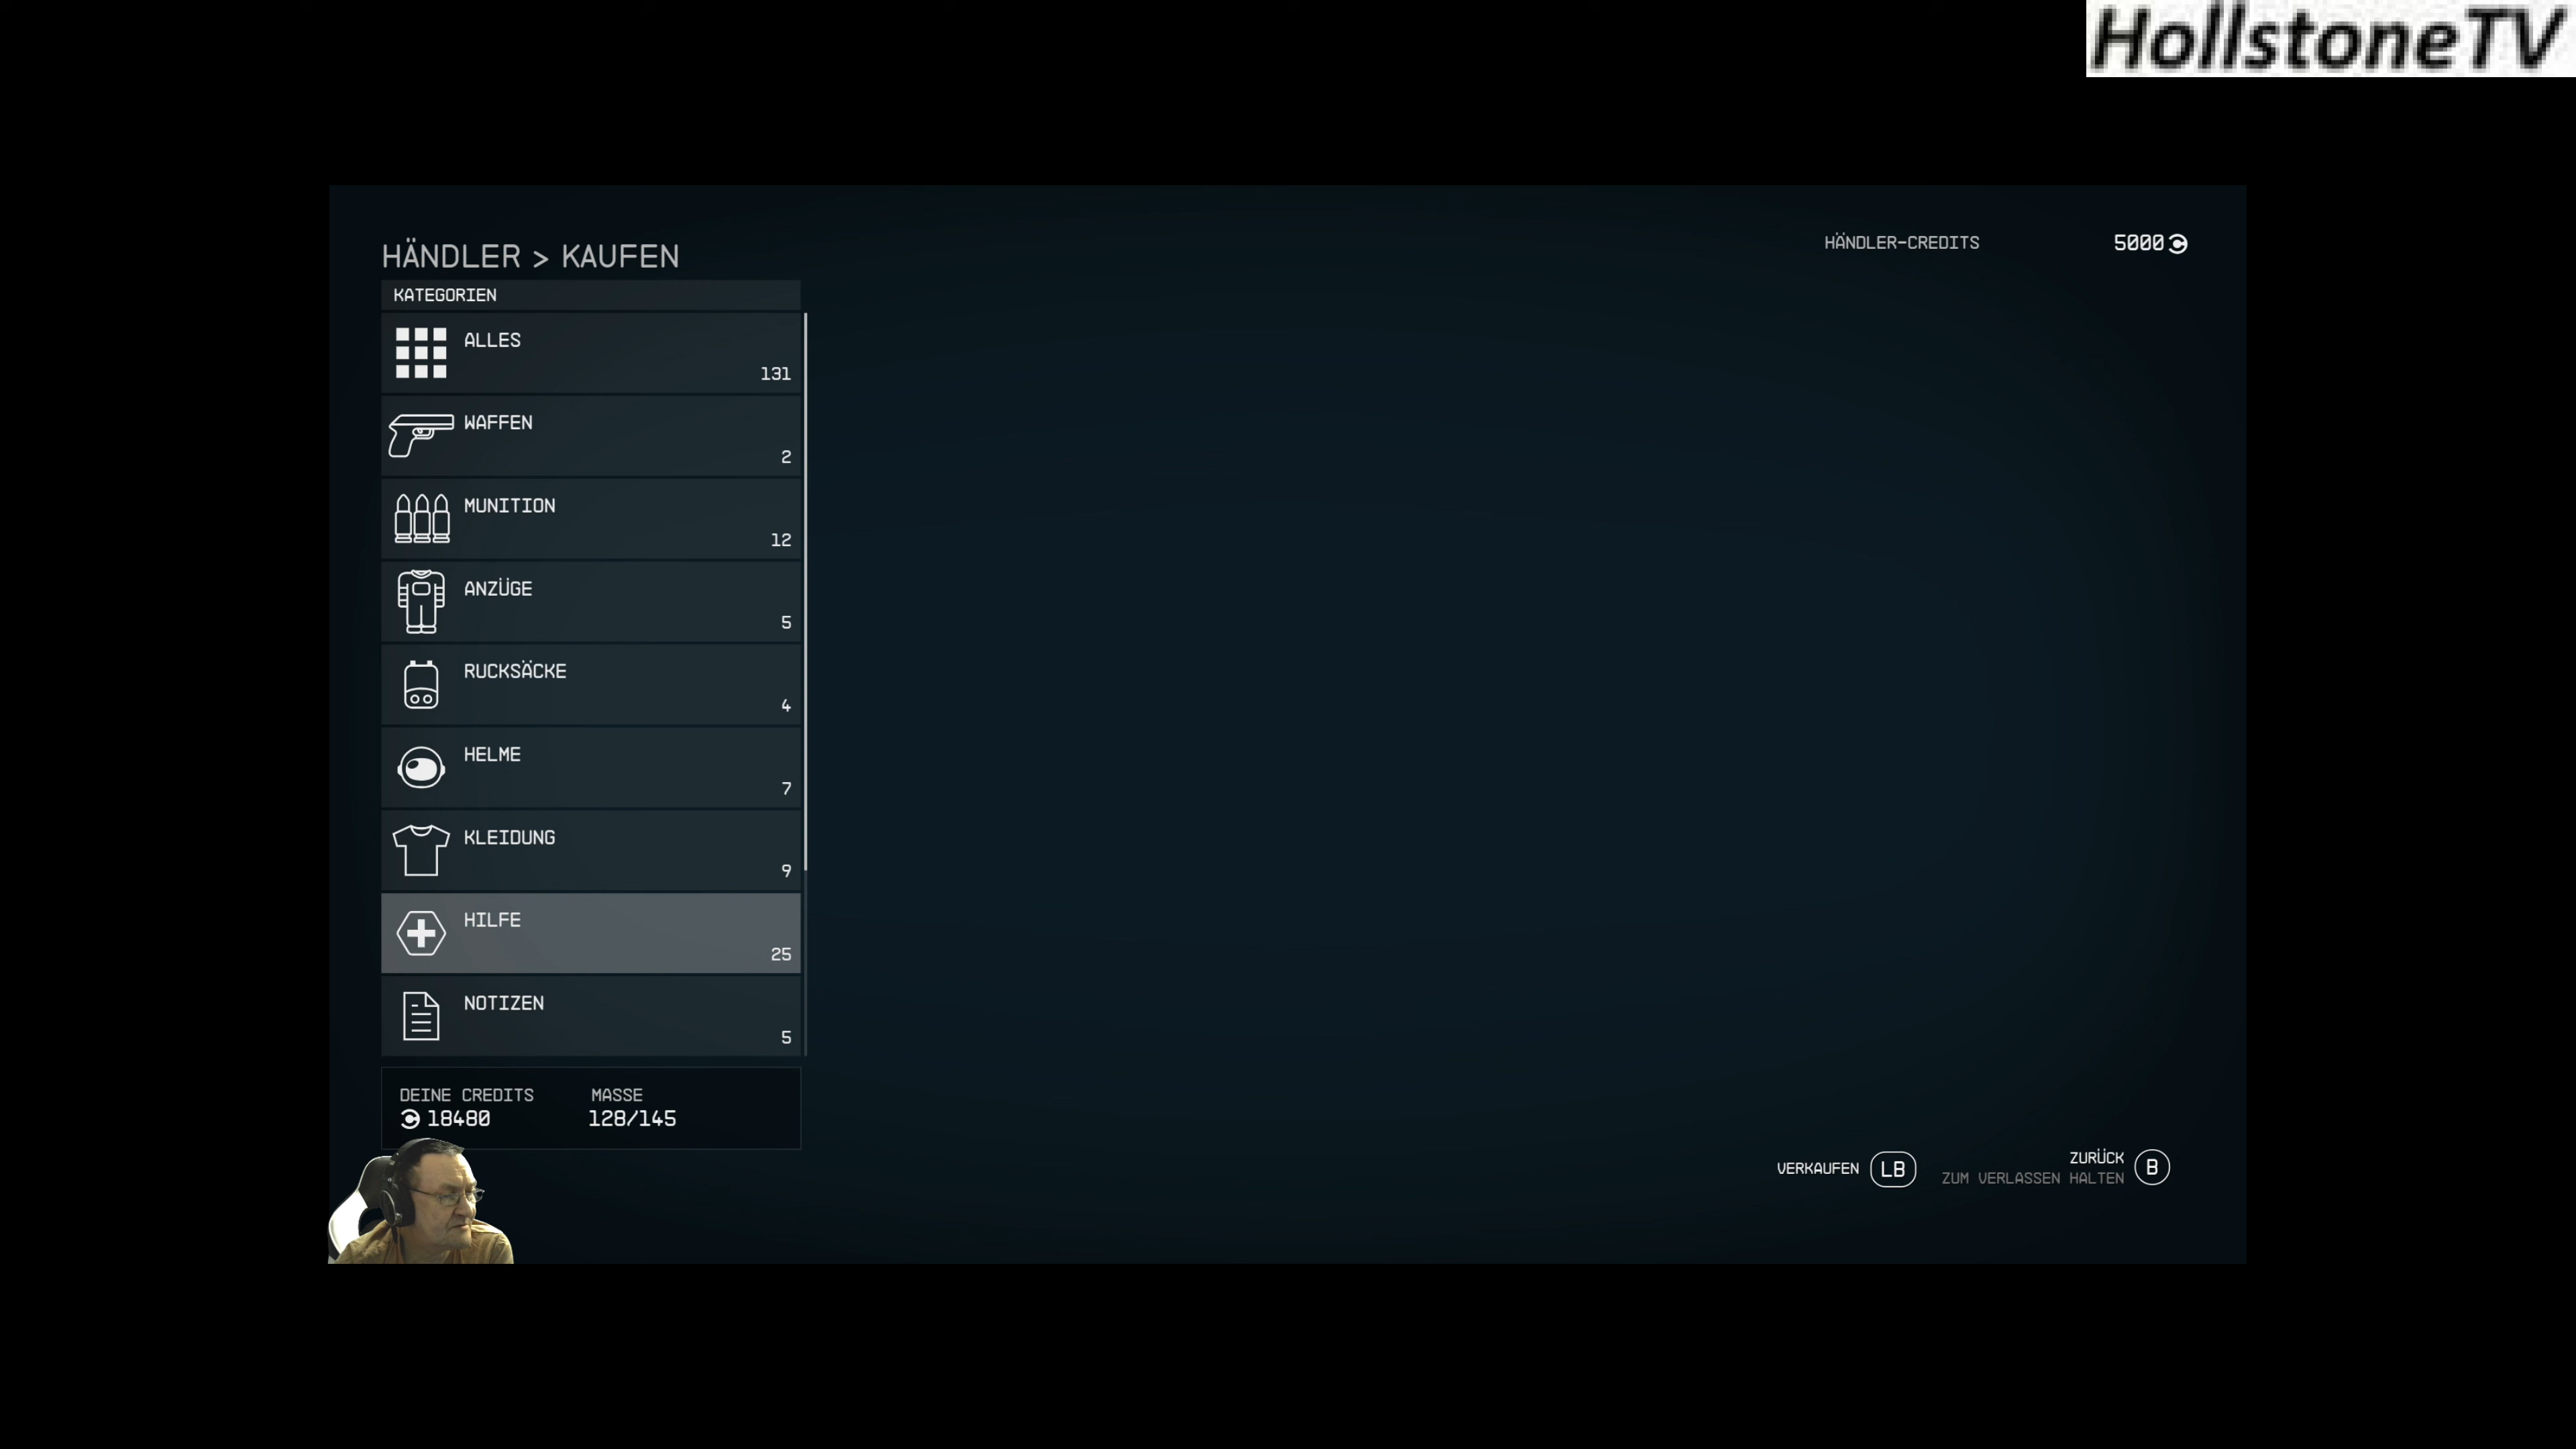 HollstoneTV
HÄNDLER > KAUFEN
HÄNDLER-CREDITS 5000
KATEGORIEN
ALLES
131
WAFFEN
2
MUNITION
12
ANZÜGE
5
RUCKSÄCKE
4
HELME
7
KLEIDUNG
9
HILFE
25
NOTIZEN
5
DEINE CREDITS MASSE
18480 128/145
VERKAUFEN LB
ZURÜCK B
ZUM VERLASSEN HALTEN